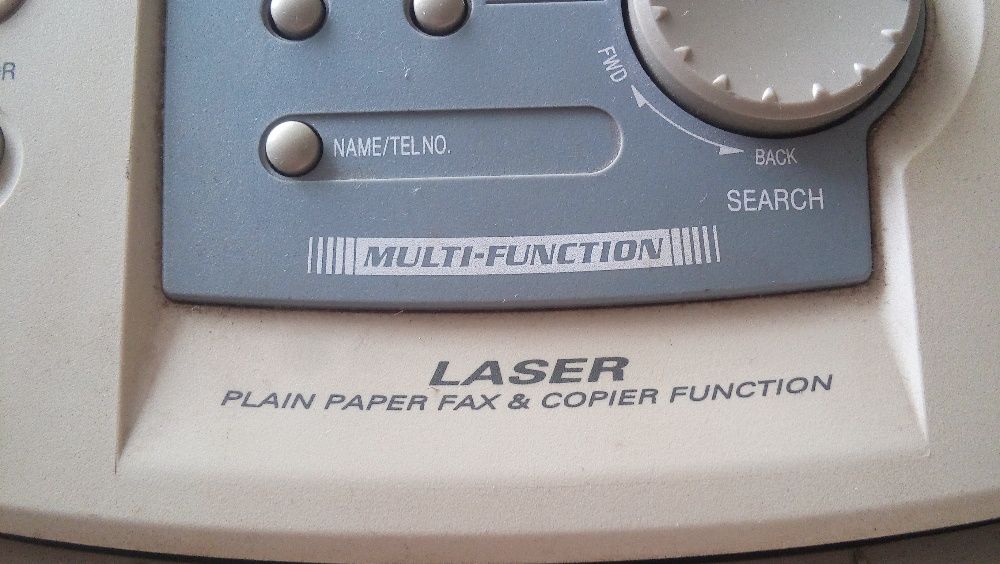 FWD
NAME/TEL NO.
BACK
SEARCH
MULTI-FUNCTION
LASER
PLAIN PAPER FAX & COPIER FUNCTION